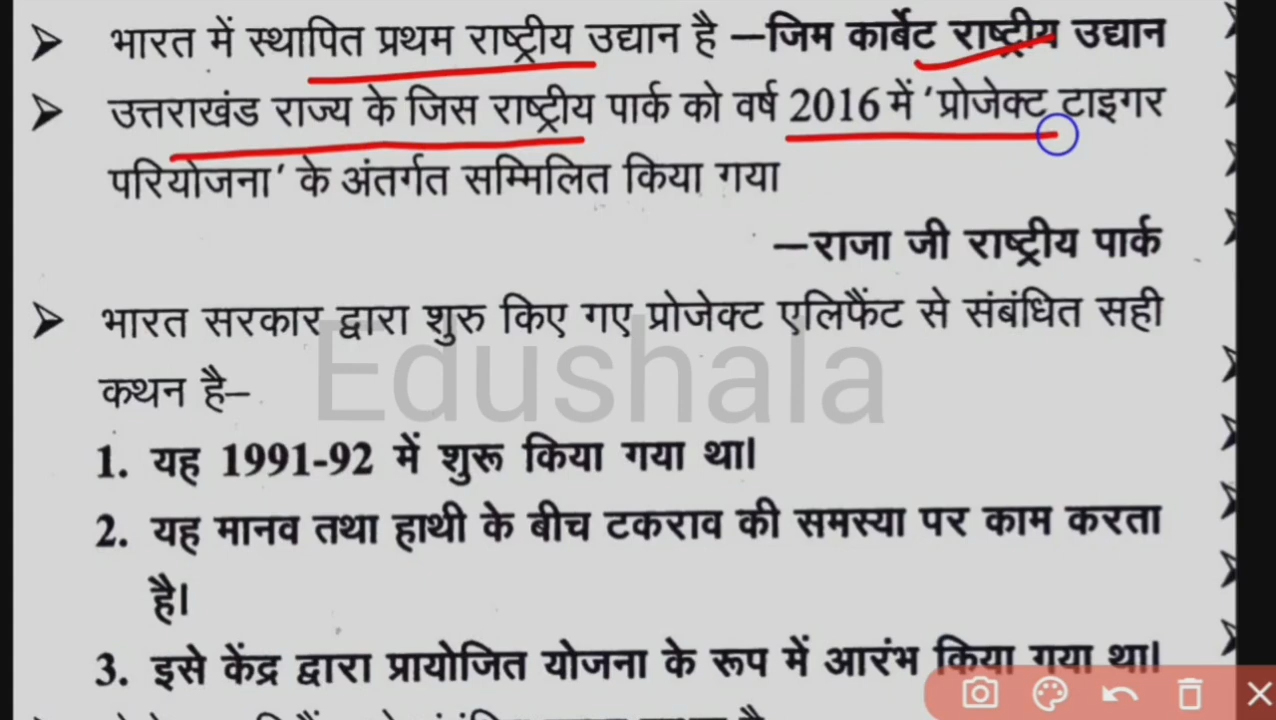 ➢ भारत में स्थापित प्रथम राष्ट्रीय उद्यान है –जिम कार्बेट राष्ट्रीय उद्यान
➢ उत्तराखंड राज्य के जिस राष्ट्रीय पार्क को वर्ष 2016 में 'प्रोजेक्ट टाइगर
परियोजना' के अंतर्गत सम्मिलित किया गया
–राजा जी राष्ट्रीय पार्क
➢ भारत सरकार द्वारा शुरु किए गए प्रोजेक्ट एलिफैंट से संबंधित सही
कथन है–
Edushala
1. यह 1991-92 में शुरू किया गया था।
2. यह मानव तथा हाथी के बीच टकराव की समस्या पर काम करता
है।
3. इसे केंद्र द्वारा प्रायोजित योजना के रूप में आरंभ किया गया था।